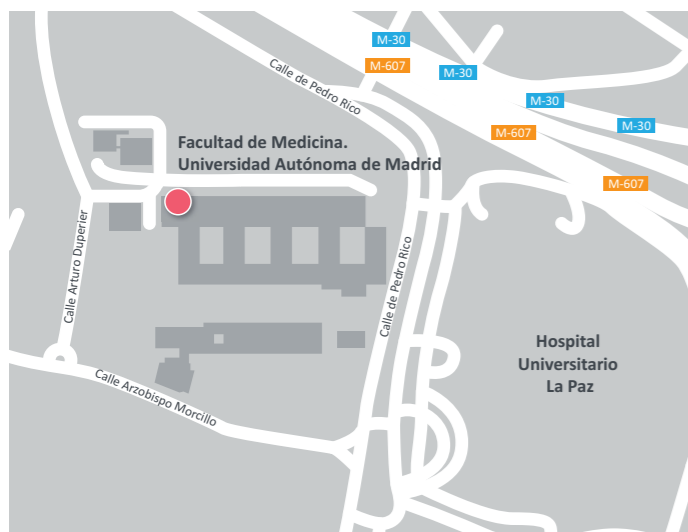 M-30
M-607
M-30
Calle de Pedro Rico
M-30
M-30
M-607
Facultad de Medicina.
Universidad Autónoma de Madrid
M-607
Calle Arturo Duperier
Calle de Pedro Rico
Hospital
Universitario
La Paz
Calle Arzobispo Morcillo